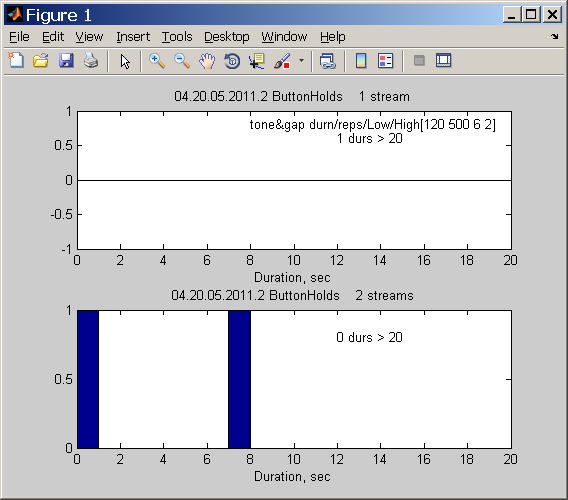 Figure 1
File Edit View Insert Tools Desktop Window Help
04.20.05.2011.2 ButtonHolds 1 stream
1
0.5
0
-0.5
-1
tone&gap durn/reps/Low/High[120 500 6 2]
1 durs > 20
0 2 4 6 8 10 12 14 16 18 20
Duration, sec
04.20.05.2011.2 ButtonHolds 2 streams
1
0.5
0
0 durs > 20
0 2 4 6 8 10 12 14 16 18 20
Duration, sec